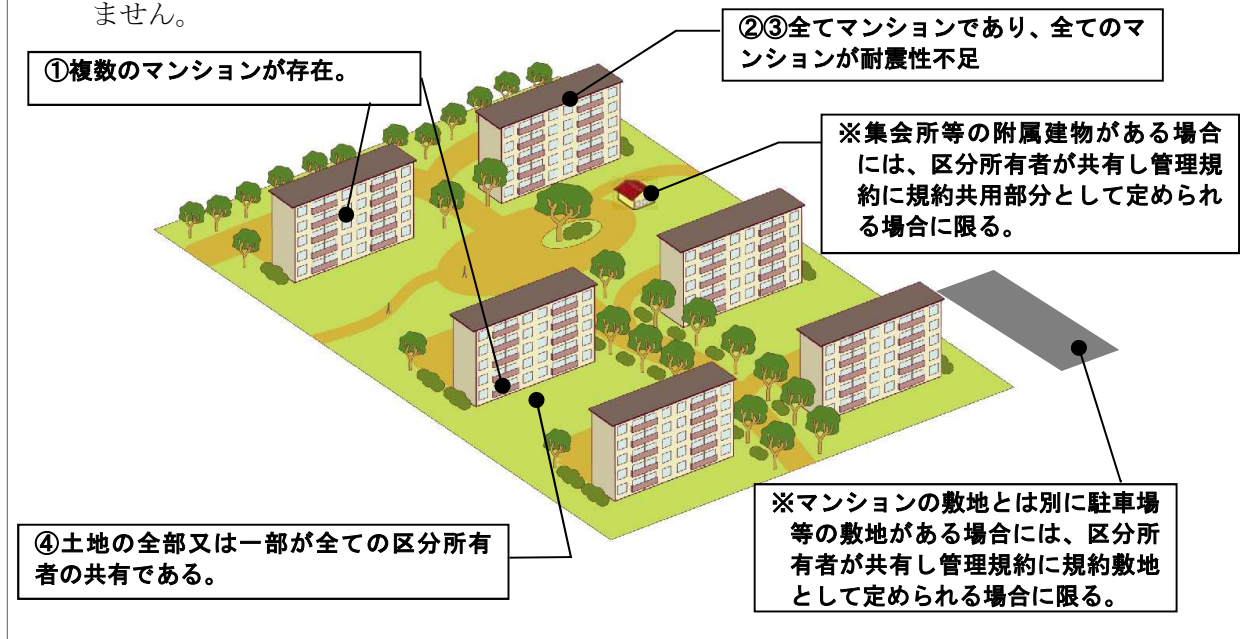 ません。
②③全てマンションであり、全てのマ
ンションが耐震性不足
①複数のマンションが存在。
※集会所等の附属建物がある場合
には、区分所有者が共有し管理規
約に規約共用部分として定められ
る場合に限る。
④土地の全部又は一部が全ての区分所有
者の共有である。
※マンションの敷地とは別に駐車場
等の敷地がある場合には、区分所
有者が共有し管理規約に規約敷地
として定められる場合に限る。